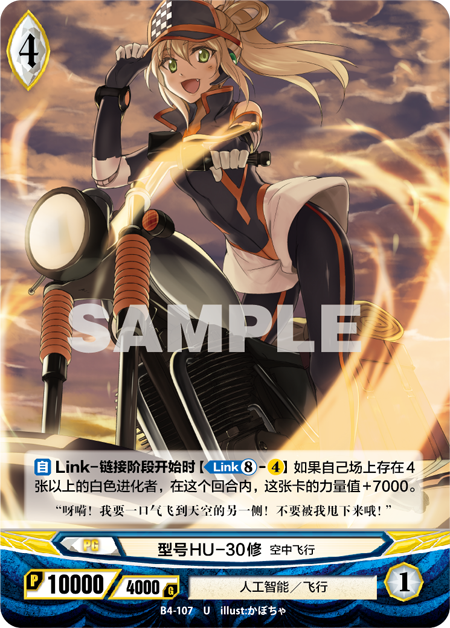 4
SAMPLE
自 Link-链接阶段开始时【Link 8-4】如果自己场上存在4
张以上的白色进化者,在这个回合内,这张卡的力量值+7000。
“呀嗬!我要一口气飞到天空的另一侧!不要被我甩下来哦!”
PG 型号HU-30修 空中飞行
P 10000/4000 G 人工智能/飞行 1
B4-107 U illust:かぼちゃ